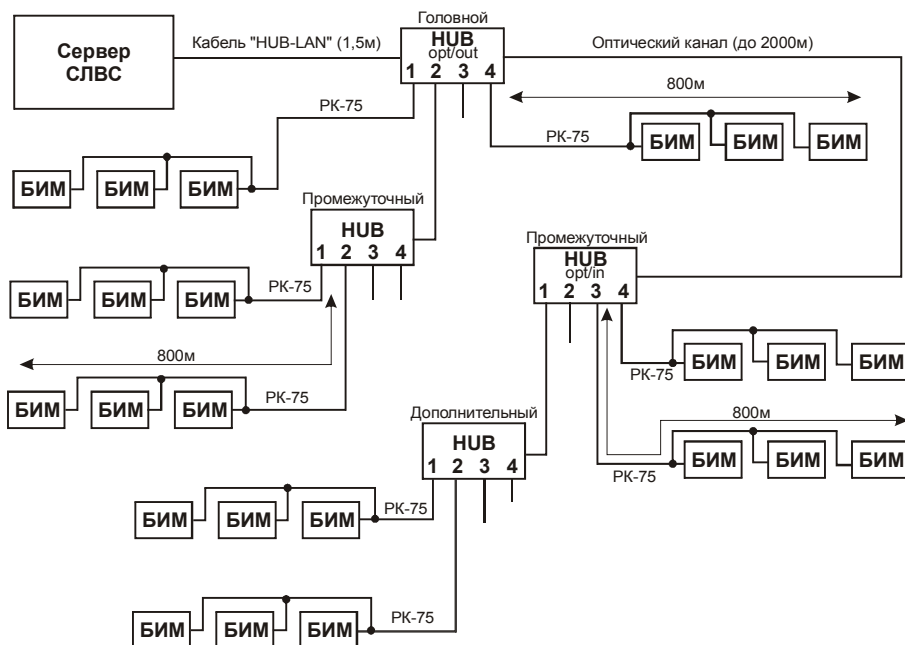 Головной
Сервер
СЛВС
Кабель "HUB-LAN" (1,5м)
HUB
opt/out
1 2 3 4
Оптический канал (до 2000м)
800м
РК-75
РК-75
БИМ БИМ БИМ
БИМ БИМ БИМ
Промежуточный
HUB
1 2 3 4
Промежуточный
HUB
opt/in
1 2 3 4
БИМ БИМ БИМ
РК-75
800м
БИМ БИМ БИМ
РК-75
БИМ БИМ БИМ
РК-75
800м
БИМ БИМ БИМ
РК-75
Дополнительный
HUB
1 2 3 4
БИМ БИМ БИМ
РК-75
БИМ БИМ БИМ
РК-75